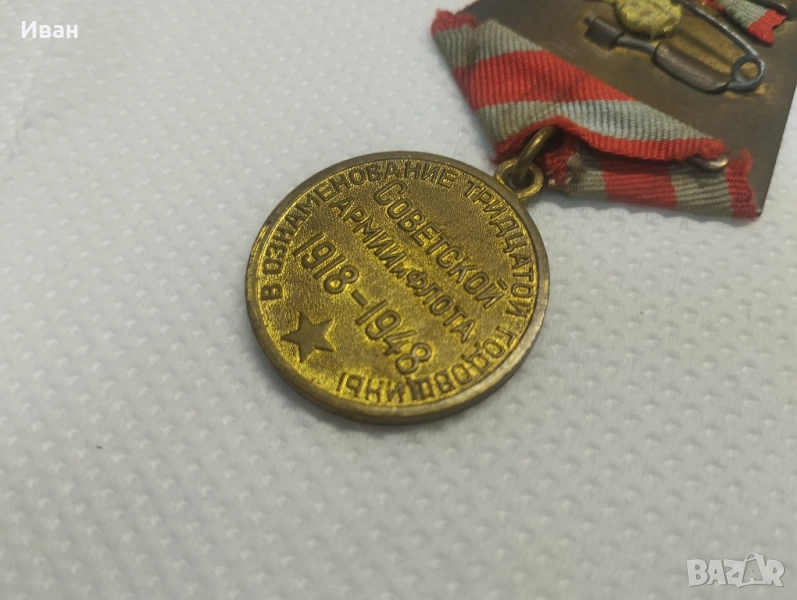 Иван
В ОЗНАМЕНОВАНИЕ ТРИДЦАТОЙ ГОДОВЩИНЫ
СОВЕТСКОЙ
АРМИИ И ФЛОТА
1918-1948
BAZAR